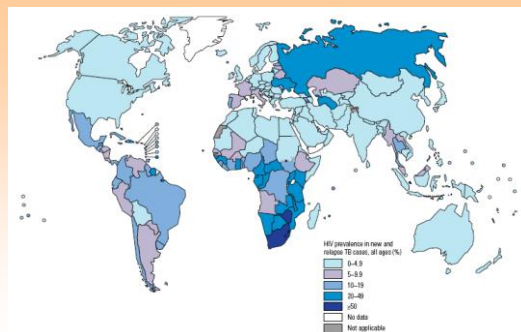 HIV prevalence in new and
relapse TB cases, all ages (%)
0–4.9
5–9.9
10–19
20–49
≥50
No data
Not applicable